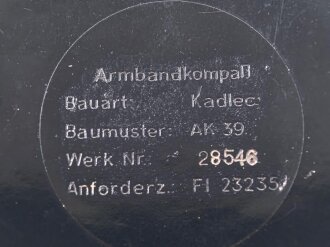 Armbandkompaß
Bauart: Kadlec
Baumuster: AK 39
Werk Nr.: 28546
Anforderz.: Fl 23235